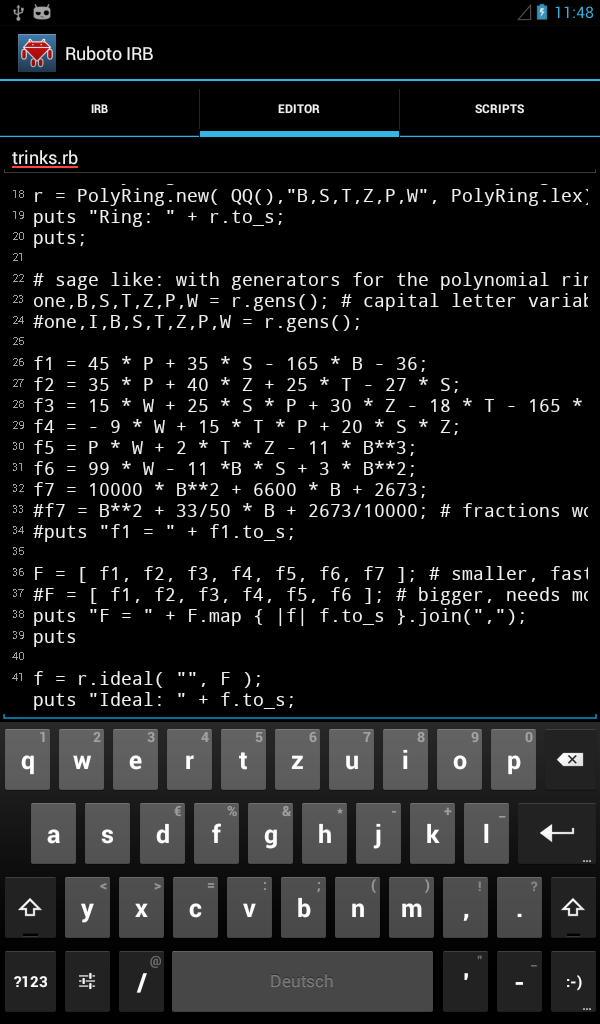 11:48
Ruboto IRB
IRB EDITOR SCRIPTS
trinks.rb
18 r = PolyRing.new( QQ(),"B,S,T,Z,P,W", PolyRing.lex)
19 puts "Ring: " + r.to_s;
20 puts;
21
22 # sage like: with generators for the polynomial rin
23 one,B,S,T,Z,P,W = r.gens(); # capital letter variab
24 #one,I,B,S,T,Z,P,W = r.gens();
25
26 f1 = 45 * P + 35 * S - 165 * B - 36;
27 f2 = 35 * P + 40 * Z + 25 * T - 27 * S;
28 f3 = 15 * W + 25 * S * P + 30 * Z - 18 * T - 165 *
29 f4 = - 9 * W + 15 * T * P + 20 * S * Z;
30 f5 = P * W + 2 * T * Z - 11 * B**3;
31 f6 = 99 * W - 11 *B * S + 3 * B**2;
32 f7 = 10000 * B**2 + 6600 * B + 2673;
33 #f7 = B**2 + 33/50 * B + 2673/10000; # fractions wo
34 #puts "f1 = " + f1.to_s;
35
36 F = [ f1, f2, f3, f4, f5, f6, f7 ]; # smaller, fast
37 #F = [ f1, f2, f3, f4, f5, f6 ]; # bigger, needs mo
38 puts "F = " + F.map { |f| f.to_s }.join(",");
39 puts
40
41 f = r.ideal( "", F );
puts "Ideal: " + f.to_s;
1 2 3 4 5 6 7 8 9 0
q w e r t z u i o p
€ % & * - + _
a s d f g h j k l
...
< > = : ; ( ) ! ?
y x c v b n m , .
@ " _
?123 / Deutsch ' - :-)
...